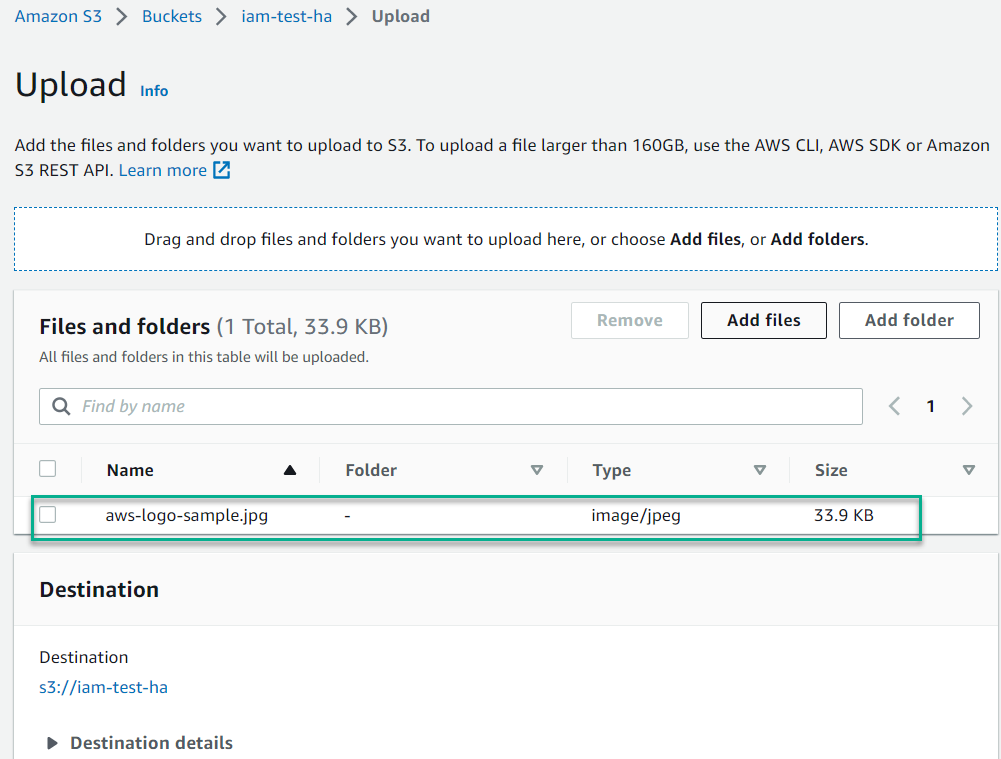 Amazon S3 > Buckets > iam-test-ha > Upload
Upload Info
Add the files and folders you want to upload to S3. To upload a file larger than 160GB, use the AWS CLI, AWS SDK or Amazon
S3 REST API. Learn more
Drag and drop files and folders you want to upload here, or choose Add files, or Add folders.
Files and folders (1 Total, 33.9 KB) Remove Add files Add folder
All files and folders in this table will be uploaded.
Find by name 1
Name Folder Type Size
aws-logo-sample.jpg - image/jpeg 33.9 KB
Destination
Destination
s3://iam-test-ha
Destination details